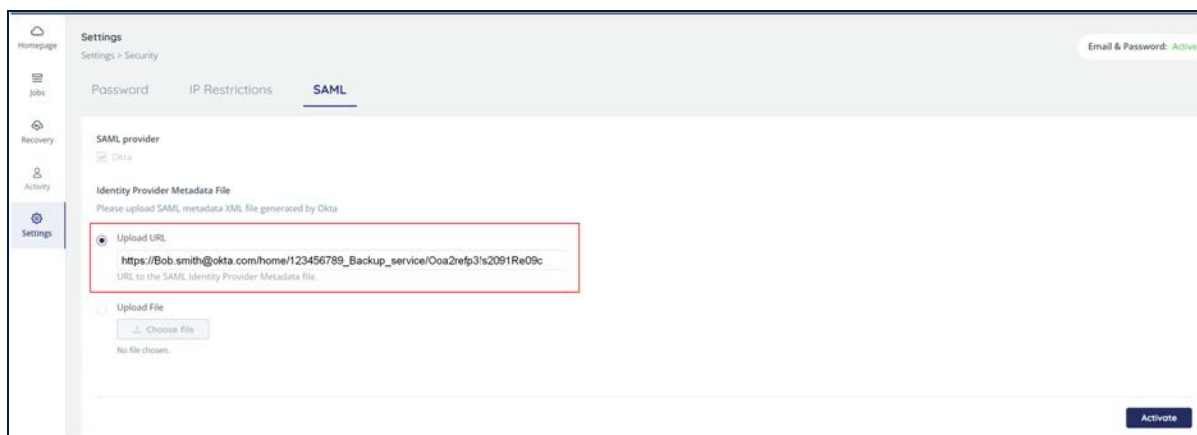 Homepage
Settings
Settings > Security
Email & Password: Active
Jobs
Password IP Restrictions SAML
Recovery
SAML provider
Okta
Activity
Identity Provider Metadata File
Please upload SAML metadata XML file generated by Okta
Settings
Upload URL
https://Bob.smith@okta.com/home/123456789_Backup_service/Ooa2refp3!s2091Re09c
URL to the SAML Identity Provider Metadata file.
Upload File
Choose file
No file chosen.
Activate